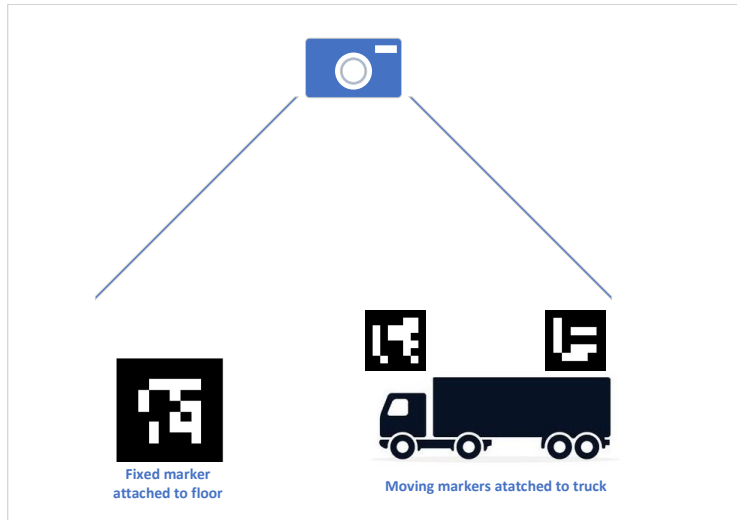 Fixed marker
attached to floor
Moving markers atatched to truck